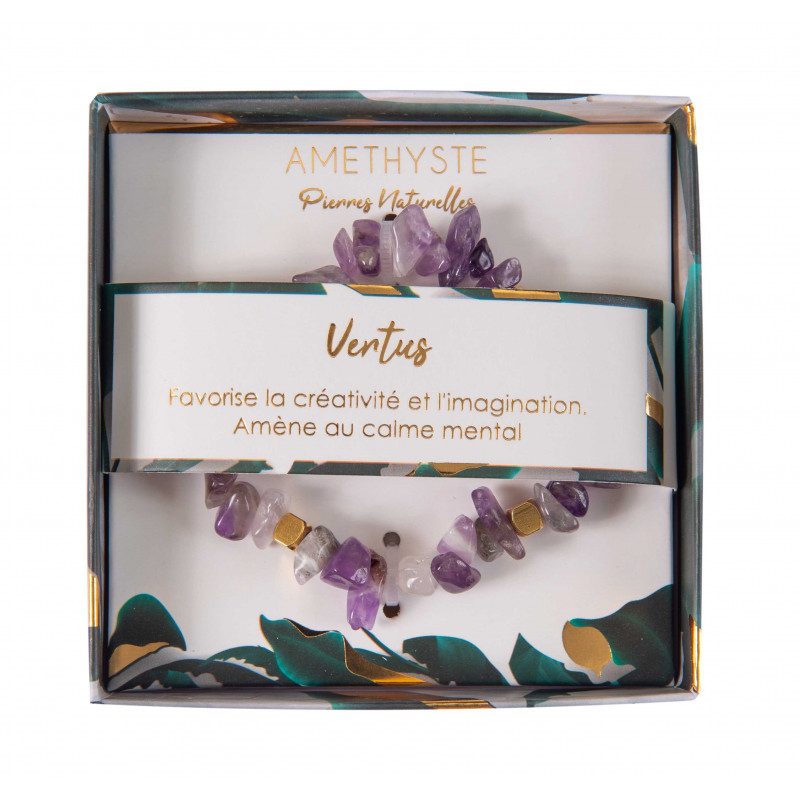 AMETHYSTE
Pierres Naturelles
Vertus
Favorise la créativité et l'imagination.
Amène au calme mental